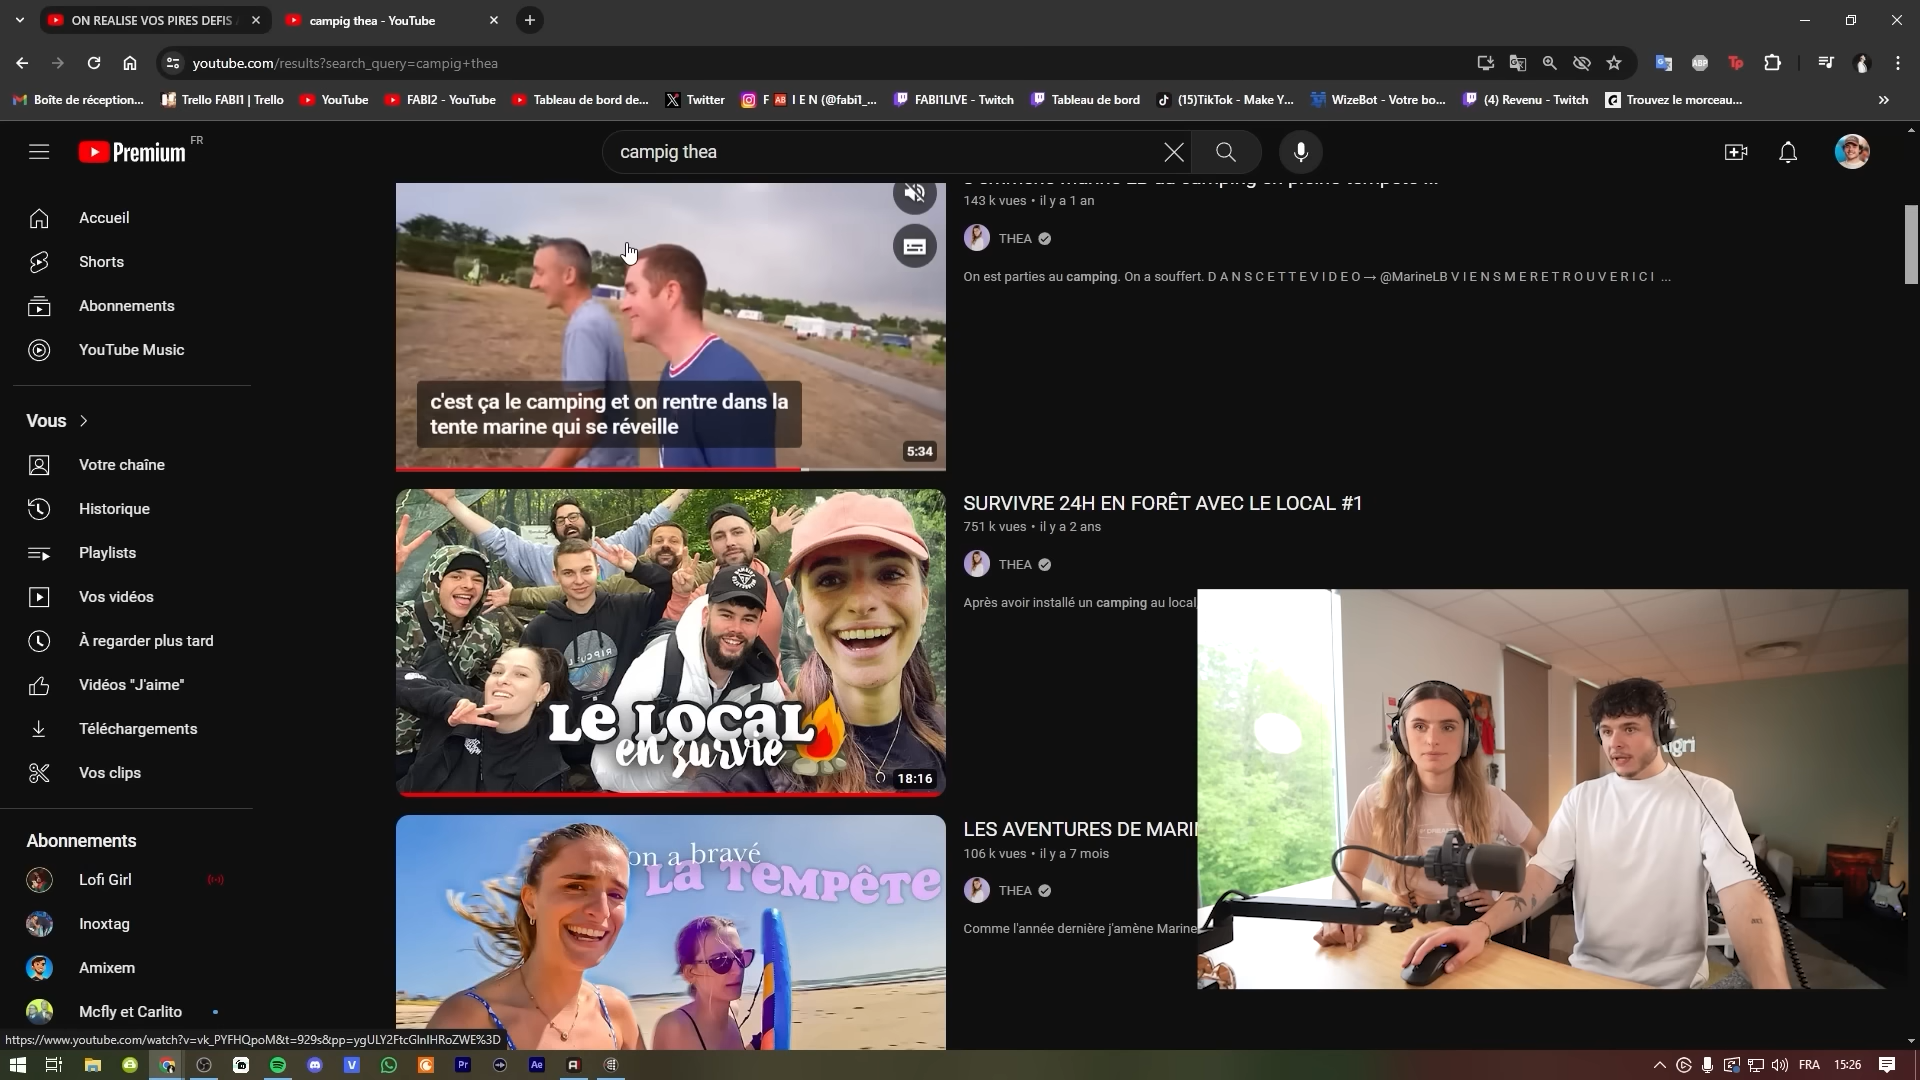 ON REALISE VOS PIRES DEFIS
campig thea - YouTube
youtube.com/results?search_query=campig+thea
Boîte de réception...
Trello FABI1 | Trello
YouTube
FABI2 - YouTube
Tableau de bord de...
Twitter
F 🆎 I E N (@fabi1_...
FABI1LIVE - Twitch
Tableau de bord
(15)TikTok - Make Y...
WizeBot - Votre bo...
(4) Revenu - Twitch
Trouvez le morceau...
Premium FR
campig thea
Accueil
Shorts
Abonnements
YouTube Music
Vous
Votre chaîne
Historique
Playlists
Vos vidéos
À regarder plus tard
Vidéos "J'aime"
Téléchargements
Vos clips
Abonnements
Lofi Girl
Inoxtag
Amixem
Mcfly et Carlito
c'est ça le camping et on rentre dans la
tente marine qui se réveille
5:34
143 k vues • il y a 1 an
THEA
On est parties au camping. On a souffert. D A N S C E T T E V I D E O → @MarineLB V I E N S M E R E T R O U V E R I C I ...
LE LOCAL
en survie
18:16
SURVIVRE 24H EN FORÊT AVEC LE LOCAL #1
751 k vues • il y a 2 ans
THEA
Après avoir installé un camping au local,
on a bravé
LA TEMPÊTE
LES AVENTURES DE MARI
106 k vues • il y a 7 mois
THEA
Comme l'année dernière j'amène Marine
https://www.youtube.com/watch?v=vk_PYFHQpoM&t=929s&pp=ygULY2FtcGlnIHRoZWE%3D
FRA
15:26